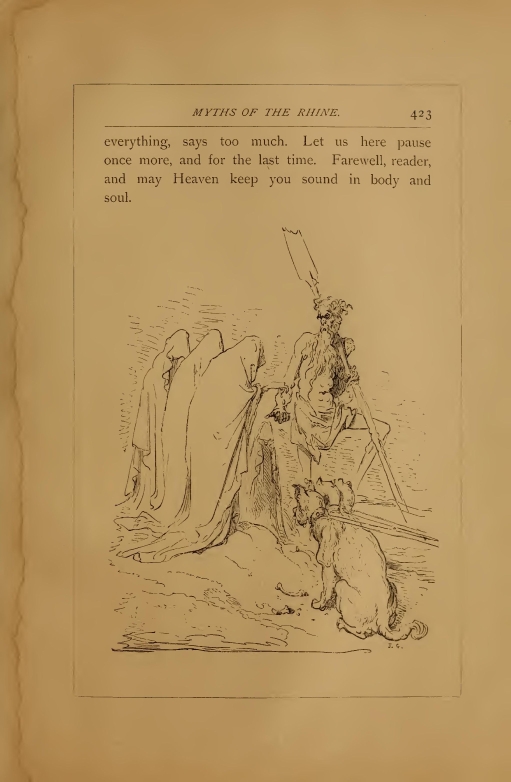 MYTHS OF THE RHINE. 423
everything, says too much. Let us here pause
once more, and for the last time. Farewell, reader,
and may Heaven keep you sound in body and
soul.